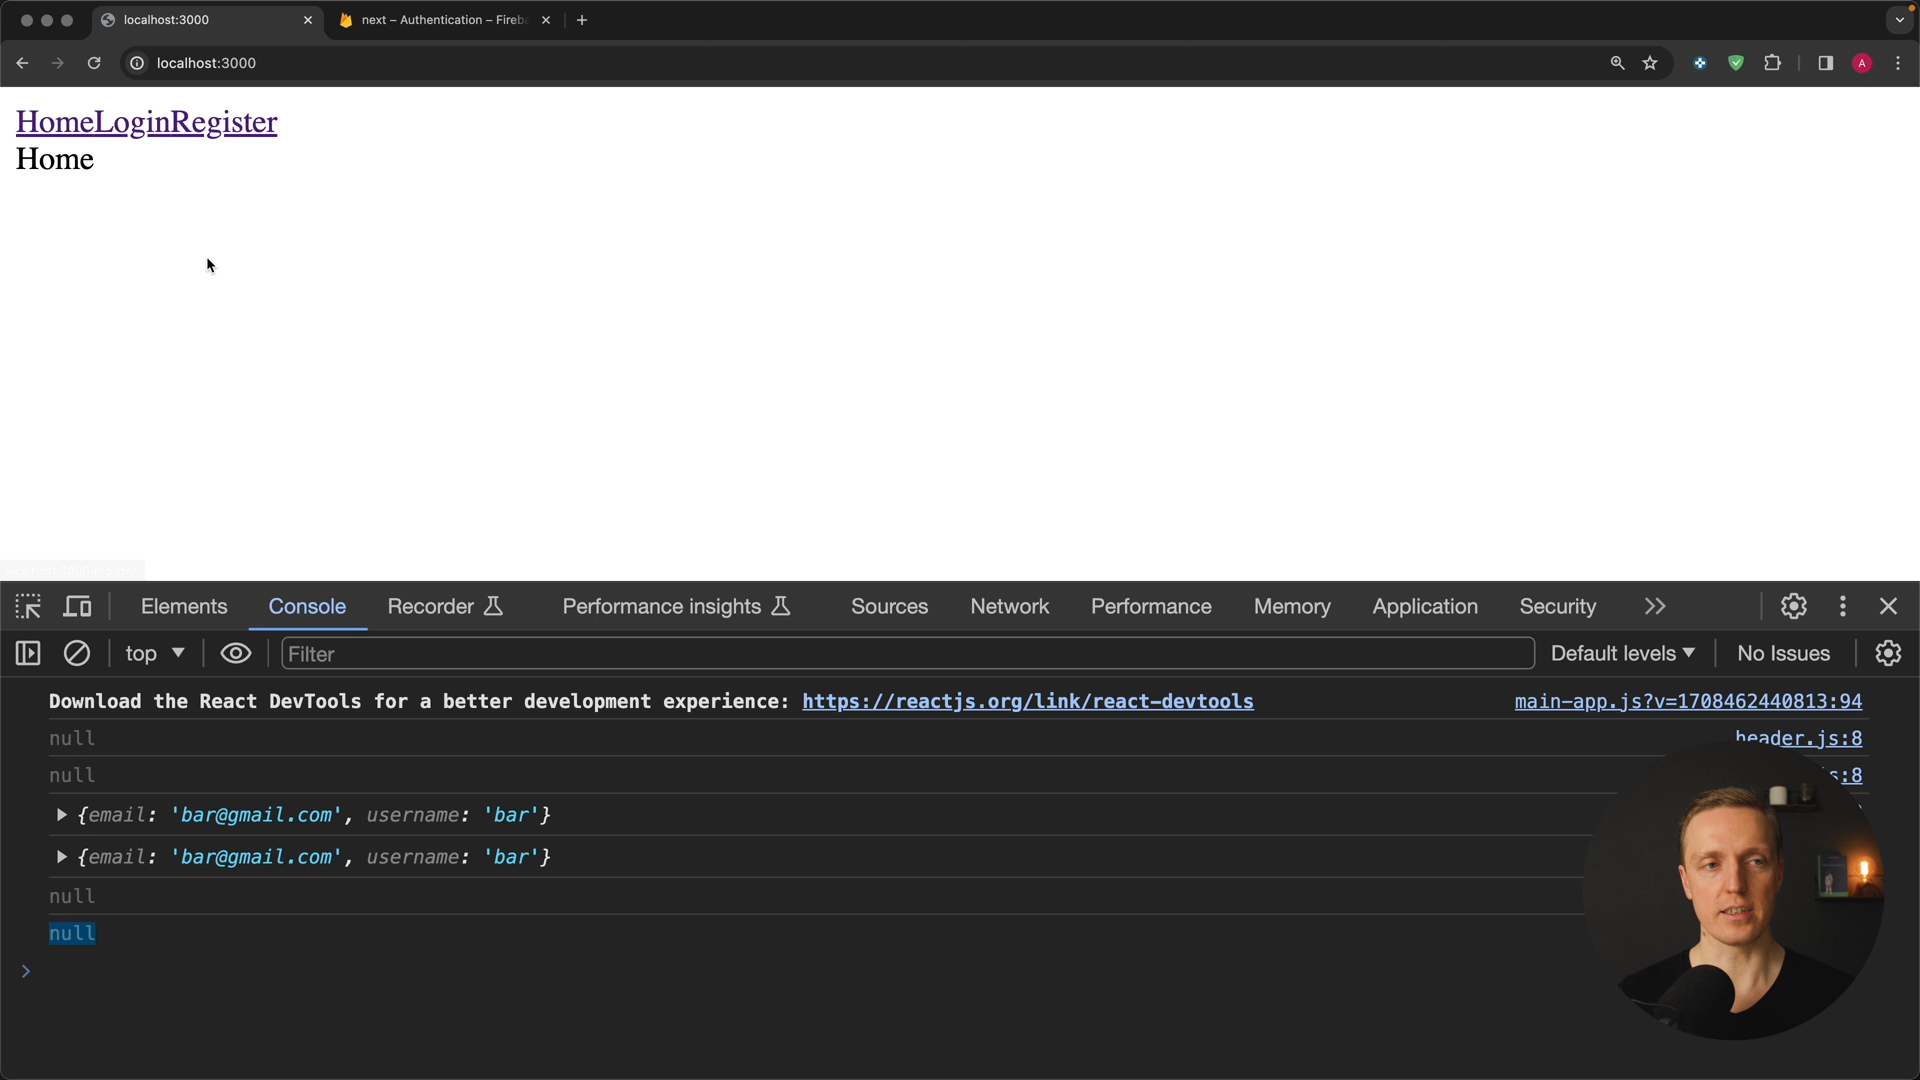 localhost:3000
next – Authentication – Fireb
localhost:3000
A
HomeLoginRegister
Home
Elements Console Recorder Performance insights Sources Network Performance Memory Application Security
top Filter Default levels No Issues
Download the React DevTools for a better development experience: https://reactjs.org/link/react-devtools main-app.js?v=1708462440813:94
null header.js:8
null s:8
{email: 'bar@gmail.com', username: 'bar'}
{email: 'bar@gmail.com', username: 'bar'}
null
null